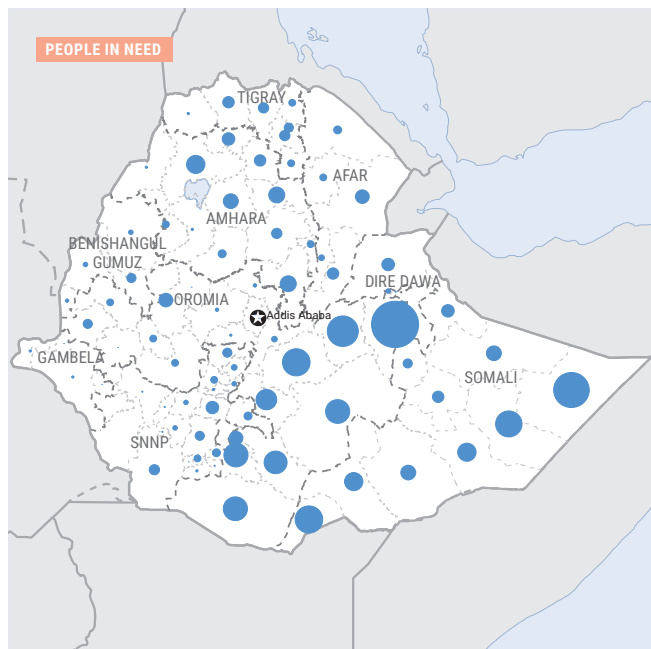 PEOPLE IN NEED
TIGRAY
AFAR
AMHARA
BENISHANGUL
GUMUZ
DIRE DAWA
OROMIA
Addis Ababa
GAMBELA
SOMALI
SNNP